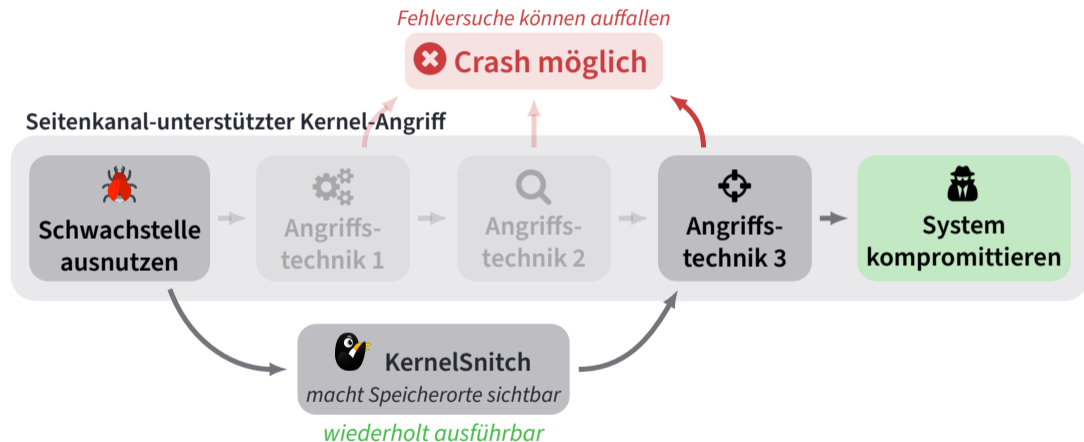 Fehlversuche können auffallen
Crash möglich
Seitenkanal-unterstützter Kernel-Angriff
Schwachstelle
ausnutzen
Angriffs-
technik 1
Angriffs-
technik 2
Angriffs-
technik 3
System
kompromittieren
KernelSnitch
macht Speicherorte sichtbar
wiederholt ausführbar